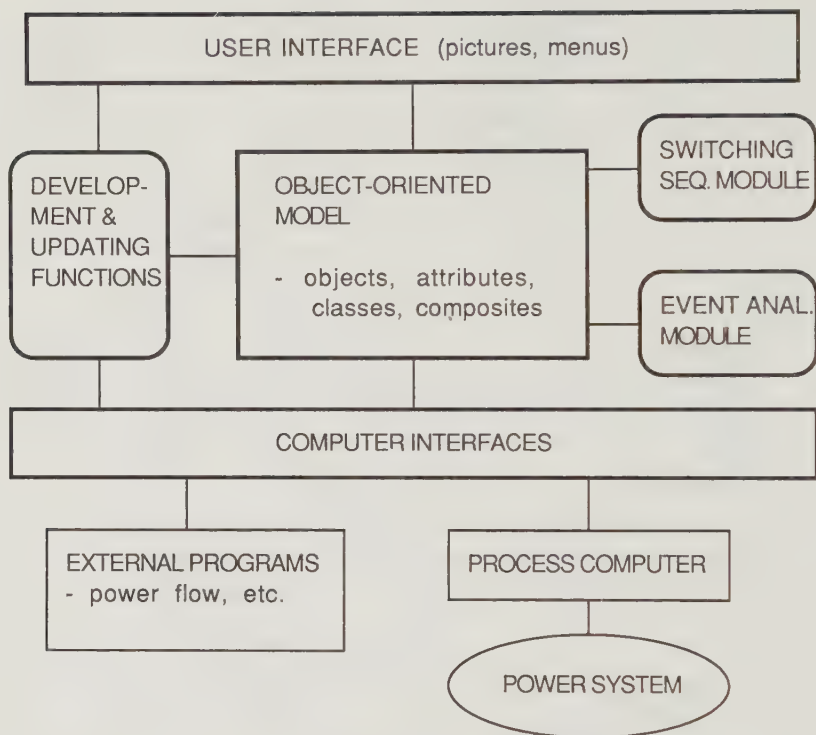 USER INTERFACE (pictures, menus)
DEVELOP-
MENT &
UPDATING
FUNCTIONS
OBJECT-ORIENTED
MODEL
- objects, attributes,
classes, composites
SWITCHING
SEQ. MODULE
EVENT ANAL.
MODULE
COMPUTER INTERFACES
EXTERNAL PROGRAMS
- power flow, etc.
PROCESS COMPUTER
POWER SYSTEM